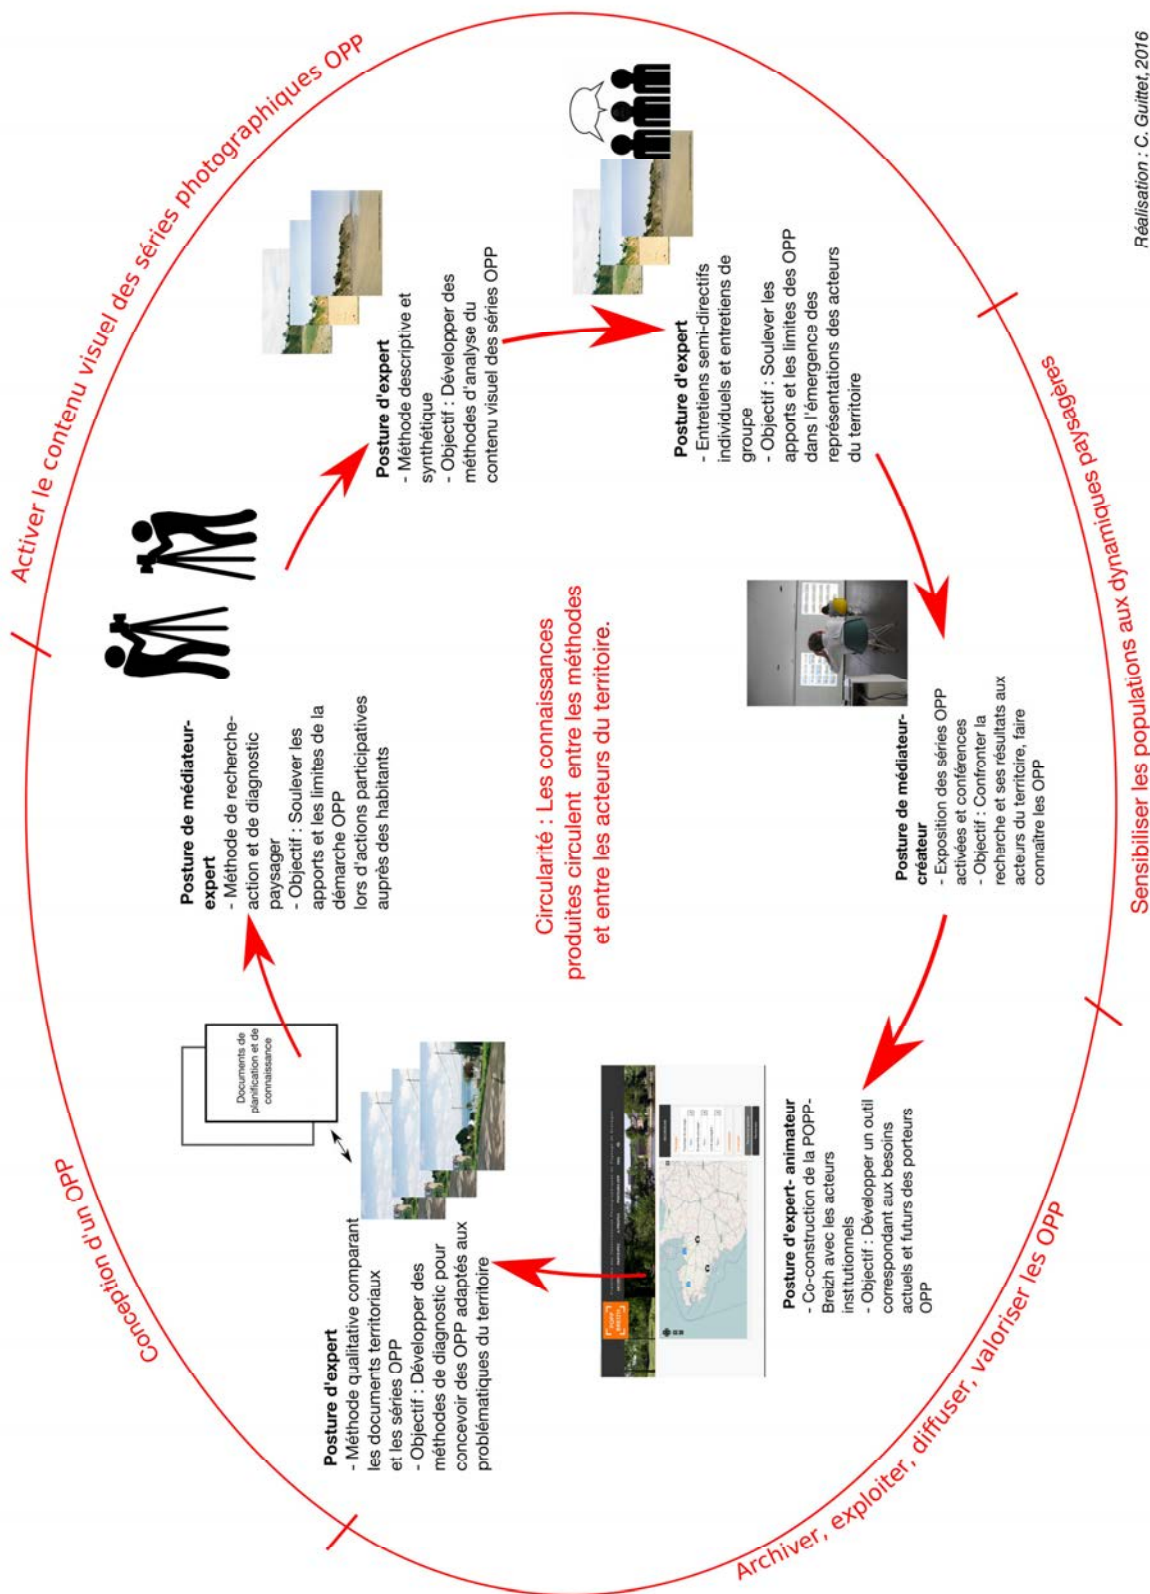 Conception d'un OPP
Activer le contenu visuel des séries photographiques OPP
Documents de
planification et de
connaissance
Posture d'expert
- Méthode qualitative comparant
les documents territoriaux
et les séries OPP
- Objectif : Développer des
méthodes de diagnostic pour
concevoir des OPP adaptés aux
problématiques du territoire
Posture de médiateur-
expert
- Méthode de recherche-
action et de diagnostic
paysager
- Objectif : Soulever les
apports et les limites de la
démarche OPP
lors d'actions participatives
auprès des habitants
Posture d'expert
- Méthode descriptive et
synthétique
- Objectif : Développer des
méthodes d'analyse du
contenu visuel des séries OPP
Circularité : Les connaissances
produites circulent entre les méthodes
et entre les acteurs du territoire.
Posture d'expert
- Entretiens semi-directifs
individuels et entretiens de
groupe
- Objectif : Soulever les
apports et les limites des OPP
dans l'émergence des
représentations des acteurs
du territoire
POPP
BREIZH
Posture d'expert- animateur
- Co-construction de la POPP-
Breizh avec les acteurs
institutionnels
- Objectif : Développer un outil
correspondant aux besoins
actuels et futurs des porteurs
OPP
Posture de médiateur-
créateur
- Exposition des séries OPP
activées et conférences
- Objectif : Confronter la
recherche et ses résultats aux
acteurs du territoire, faire
connaître les OPP
Archiver, exploiter, diffuser, valoriser les OPP
Sensibiliser les populations aux dynamiques paysagères
Réalisation : C. Guittet, 2016